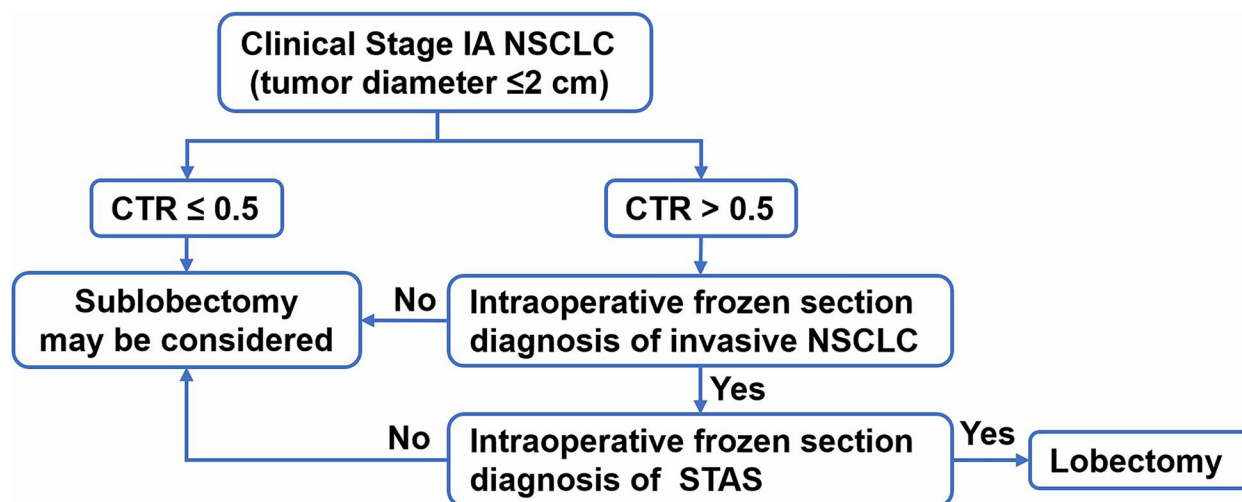 Clinical Stage IA NSCLC
(tumor diameter ≤2 cm)
CTR ≤ 0.5
CTR > 0.5
Sublobectomy
may be considered
No
Intraoperative frozen section
diagnosis of invasive NSCLC
Yes
No
Intraoperative frozen section
diagnosis of STAS
Yes
Lobectomy